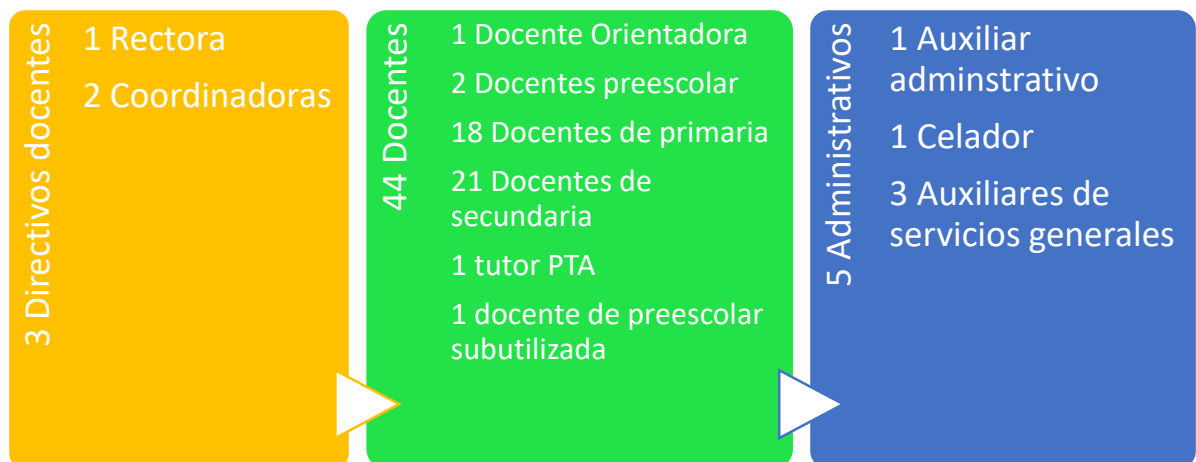 3 Directivos docentes
1 Rectora
2 Coordinadoras
44 Docentes
1 Docente Orientadora
2 Docentes preescolar
18 Docentes de primaria
21 Docentes de
secundaria
1 tutor PTA
1 docente de preescolar
subutilizada
5 Administrativos
1 Auxiliar
adminstrativo
1 Celador
3 Auxiliares de
servicios generales